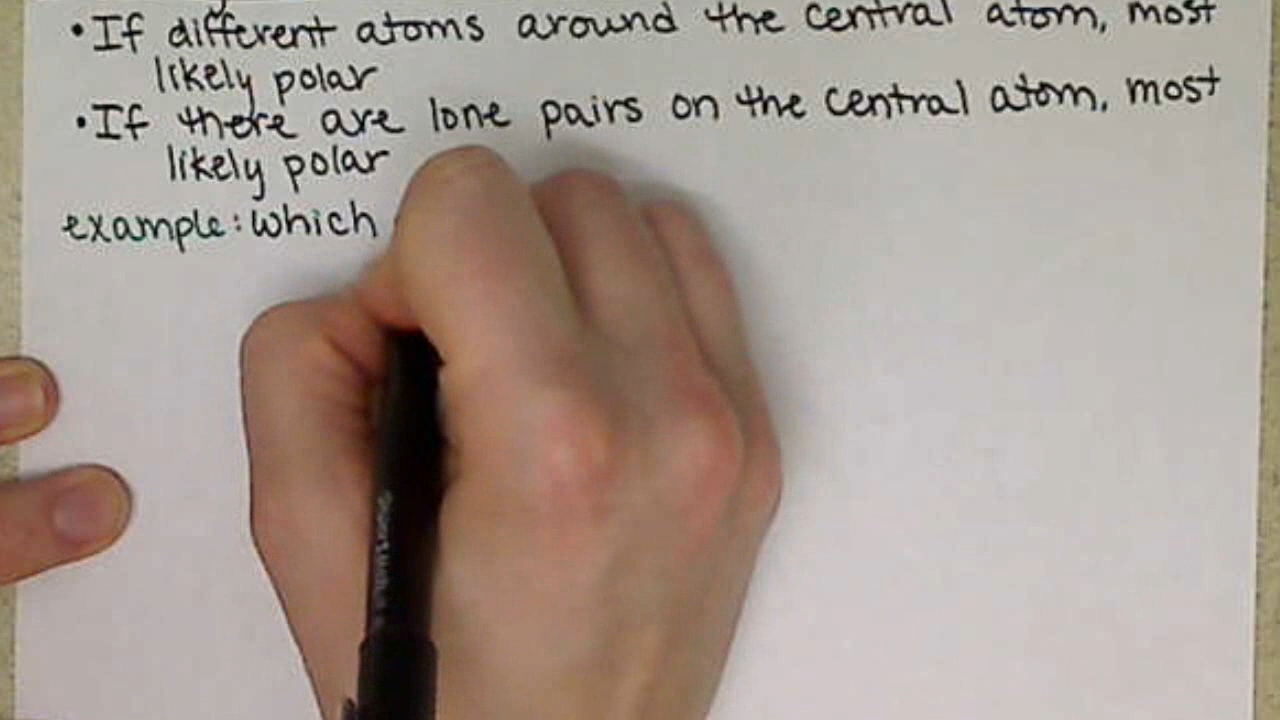 •If different atoms around the central atom, most
likely polar
•If there are lone pairs on the central atom, most
likely polar
example: which